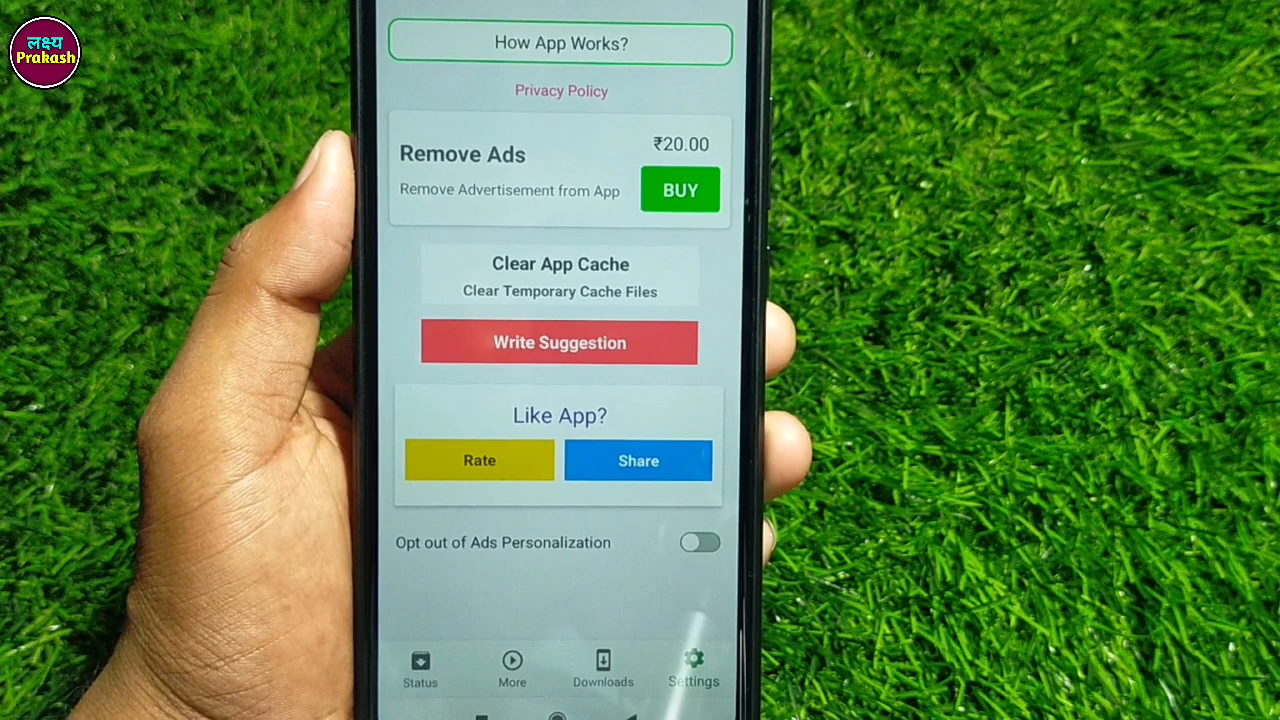 लक्ष्य
Prakash
How App Works?
Privacy Policy
₹20.00
Remove Ads
Remove Advertisement from App
BUY
Clear App Cache
Clear Temporary Cache Files
Write Suggestion
Like App?
Rate
Share
Opt out of Ads Personalization
Status
More
Downloads
Settings